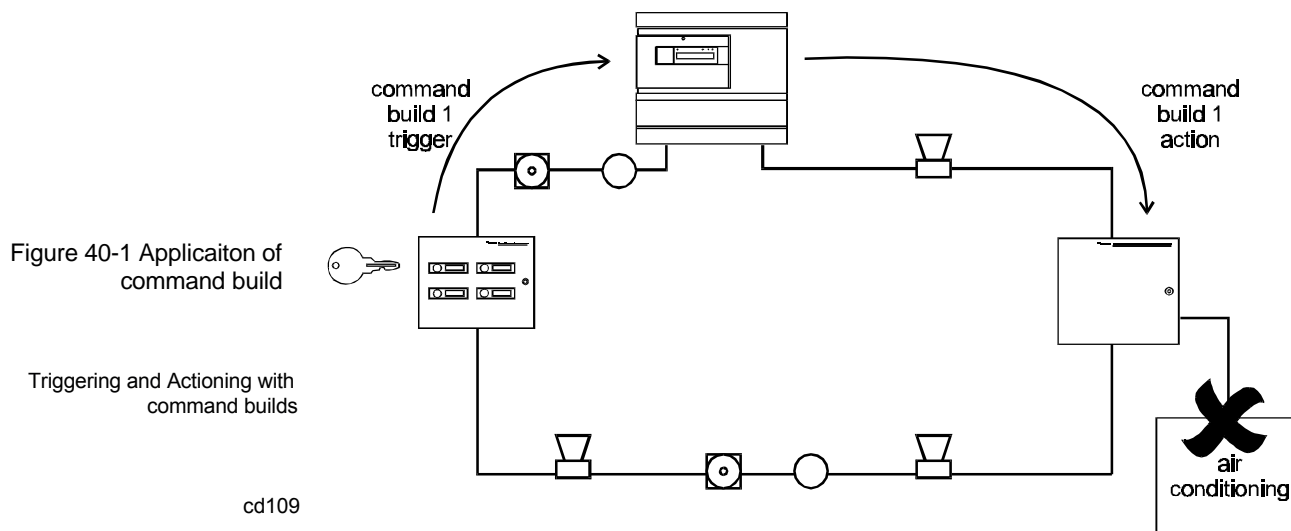 command
build 1
trigger
command
build 1
action
Figure 40-1 Applicaiton of
command build
Triggering and Actioning with
command builds
cd109
air
conditioning